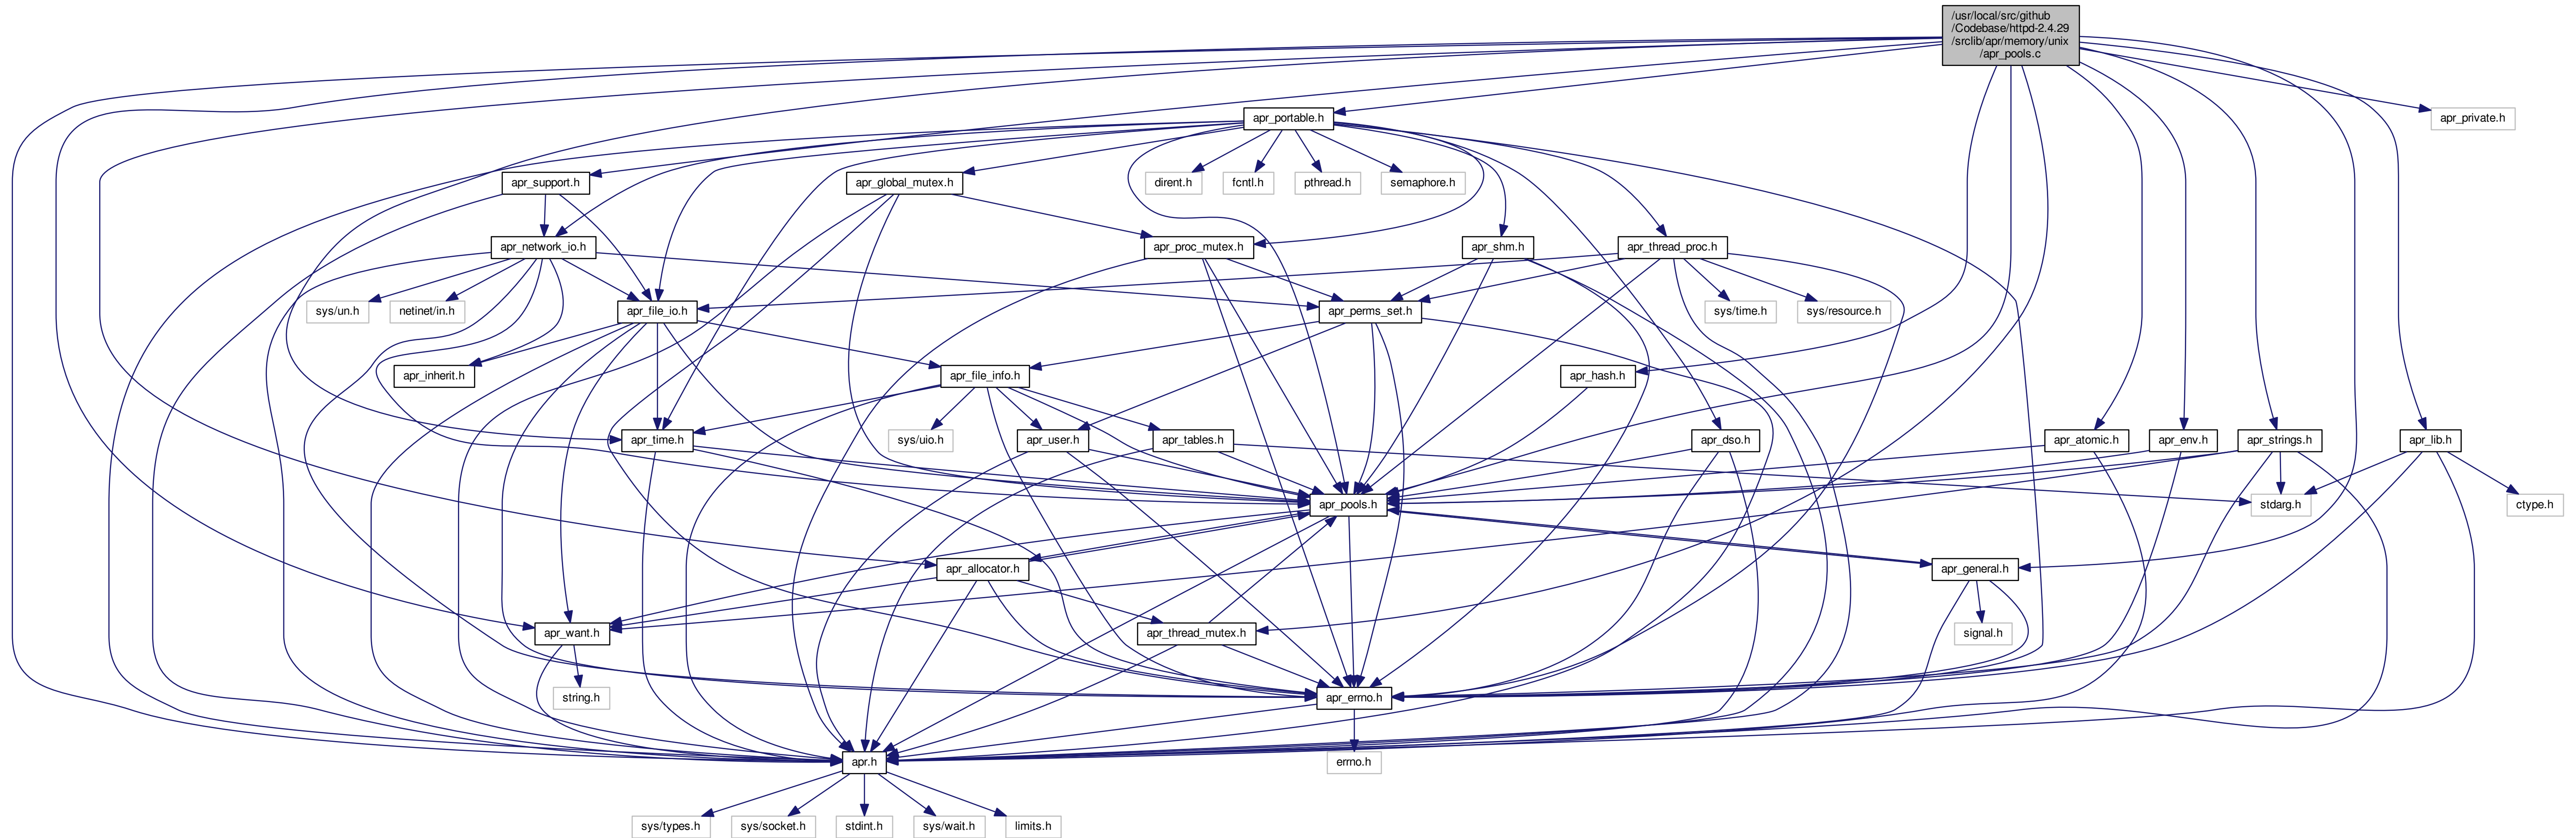 /usr/local/src/github
/Codebase/httpd-2.4.29
/srclib/apr/memory/unix
/apr_pools.c
apr_portable.h
apr_private.h
apr_support.h
apr_global_mutex.h
dirent.h
fcntl.h
pthread.h
semaphore.h
apr_network_io.h
apr_proc_mutex.h
apr_shm.h
apr_thread_proc.h
sys/un.h
netinet/in.h
apr_file_io.h
apr_perms_set.h
sys/time.h
sys/resource.h
apr_inherit.h
apr_file_info.h
apr_hash.h
apr_time.h
sys/uio.h
apr_user.h
apr_tables.h
apr_dso.h
apr_atomic.h
apr_env.h
apr_strings.h
apr_lib.h
apr_pools.h
stdarg.h
ctype.h
apr_allocator.h
apr_general.h
apr_want.h
apr_thread_mutex.h
signal.h
string.h
apr_errno.h
apr.h
errno.h
sys/types.h
sys/socket.h
stdint.h
sys/wait.h
limits.h